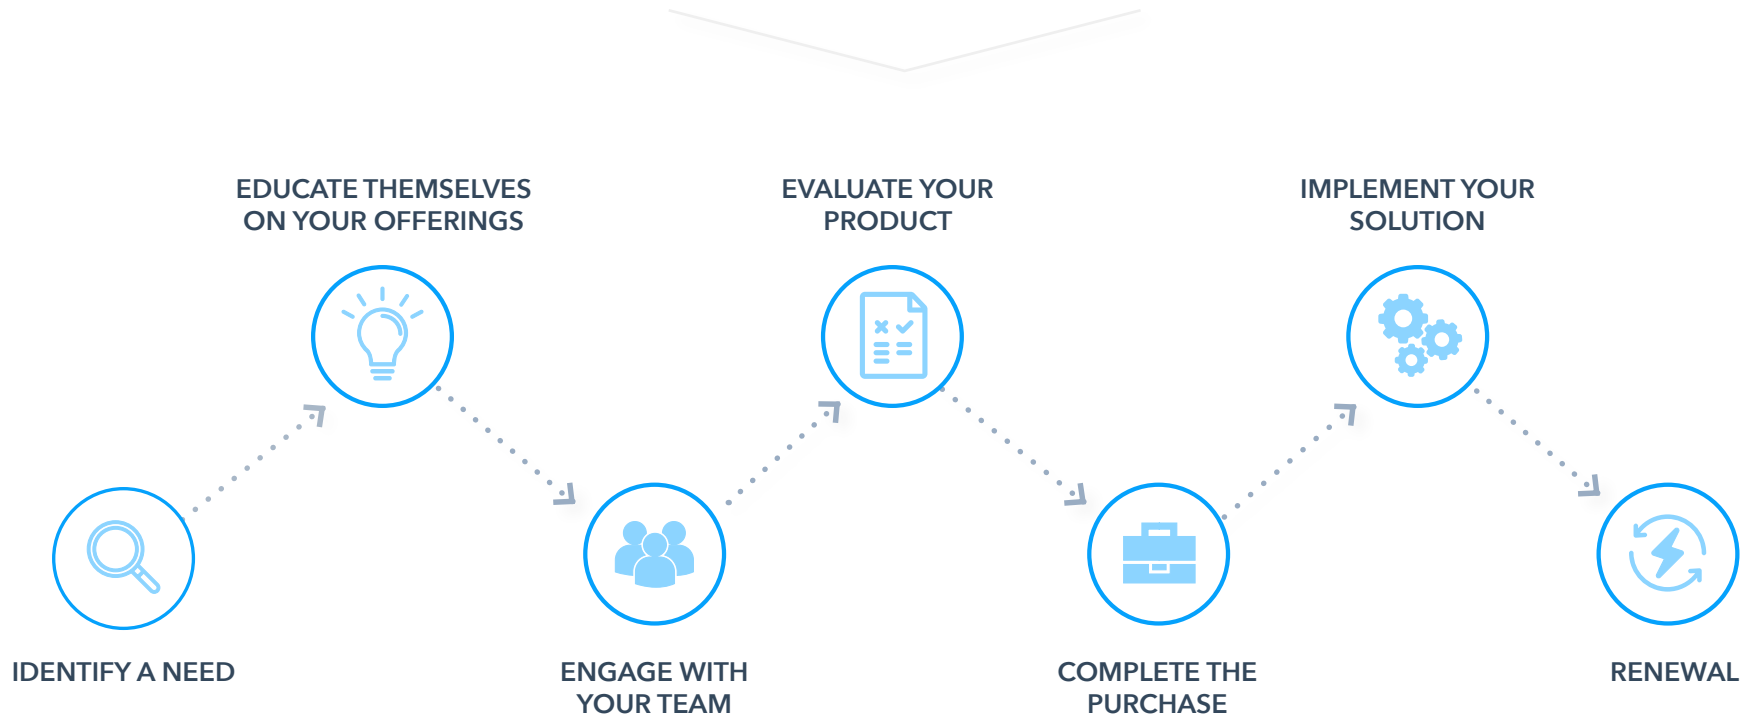 EDUCATE THEMSELVES
ON YOUR OFFERINGS
EVALUATE YOUR
PRODUCT
IMPLEMENT YOUR
SOLUTION
IDENTIFY A NEED
ENGAGE WITH
YOUR TEAM
COMPLETE THE
PURCHASE
RENEWAL